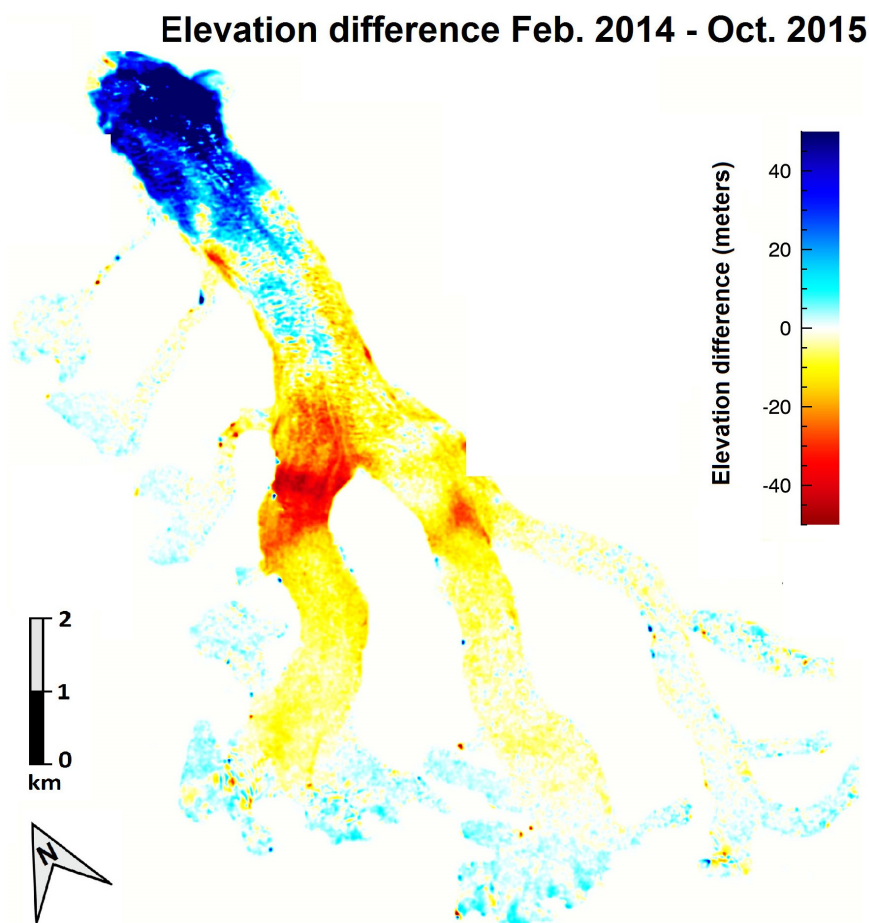 Elevation difference Feb. 2014 - Oct. 2015
Elevation difference (meters)
40
20
0
-20
-40
2
1
0
km
N